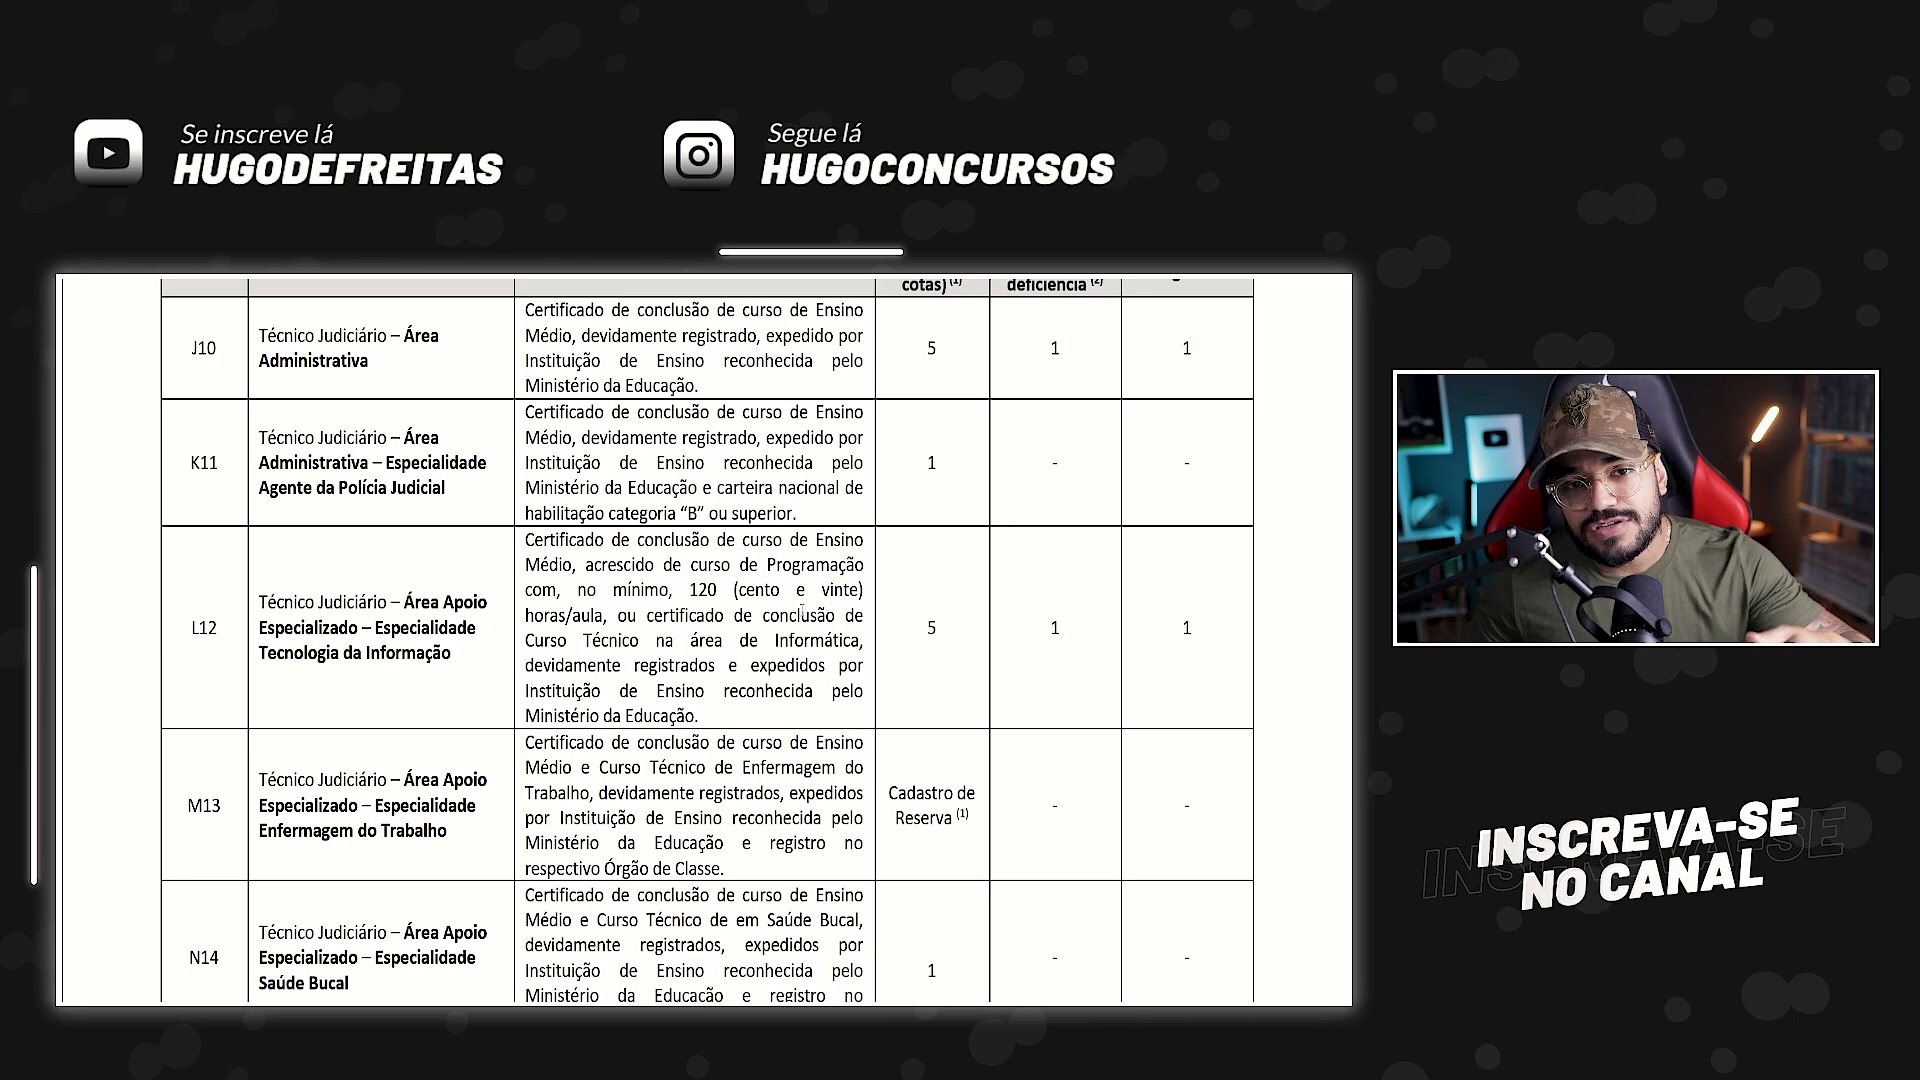 Se inscreve lá
HUGODEFREITAS
Segue lá
HUGOCONCURSOS
cotas) (1)
deficiência (2)
J10
Técnico Judiciário – Área
Administrativa
Certificado de conclusão de curso de Ensino
Médio, devidamente registrado, expedido por
Instituição de Ensino reconhecida pelo
Ministério da Educação.
5
1
1
K11
Técnico Judiciário – Área
Administrativa – Especialidade
Agente da Polícia Judicial
Certificado de conclusão de curso de Ensino
Médio, devidamente registrado, expedido por
Instituição de Ensino reconhecida pelo
Ministério da Educação e carteira nacional de
habilitação categoria “B” ou superior.
1
-
-
L12
Técnico Judiciário – Área Apoio
Especializado – Especialidade
Tecnologia da Informação
Certificado de conclusão de curso de Ensino
Médio, acrescido de curso de Programação
com, no mínimo, 120 (cento e vinte)
horas/aula, ou certificado de conclusão de
Curso Técnico na área de Informática,
devidamente registrados e expedidos por
Instituição de Ensino reconhecida pelo
Ministério da Educação.
5
1
1
M13
Técnico Judiciário – Área Apoio
Especializado – Especialidade
Enfermagem do Trabalho
Certificado de conclusão de curso de Ensino
Médio e Curso Técnico de Enfermagem do
Trabalho, devidamente registrados, expedidos
por Instituição de Ensino reconhecida pelo
Ministério da Educação e registro no
respectivo Órgão de Classe.
Cadastro de
Reserva (1)
-
-
N14
Técnico Judiciário – Área Apoio
Especializado – Especialidade
Saúde Bucal
Certificado de conclusão de curso de Ensino
Médio e Curso Técnico de em Saúde Bucal,
devidamente registrados, expedidos por
Instituição de Ensino reconhecida pelo
Ministério da Educação e registro no
1
-
-
INSCREVA-SE
NO CANAL